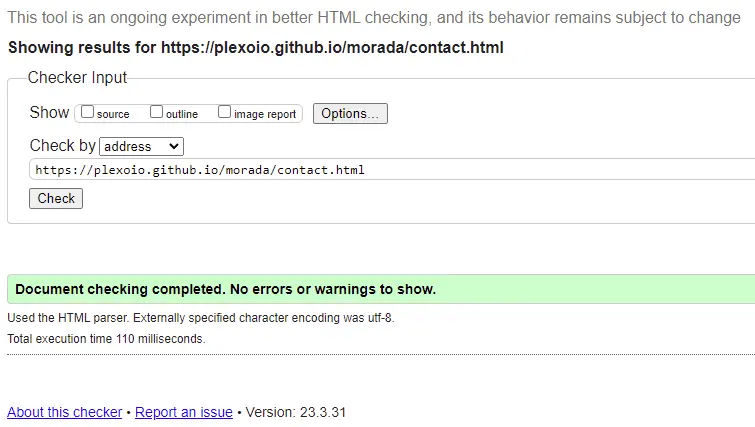 This tool is an ongoing experiment in better HTML checking, and its behavior remains subject to change
Showing results for https://plexoio.github.io/morada/contact.html
Checker Input
Show source outline image report Options...
Check by address
https://plexoio.github.io/morada/contact.html
Check
Document checking completed. No errors or warnings to show.
Used the HTML parser. Externally specified character encoding was utf-8.
Total execution time 110 milliseconds.
About this checker • Report an issue • Version: 23.3.31